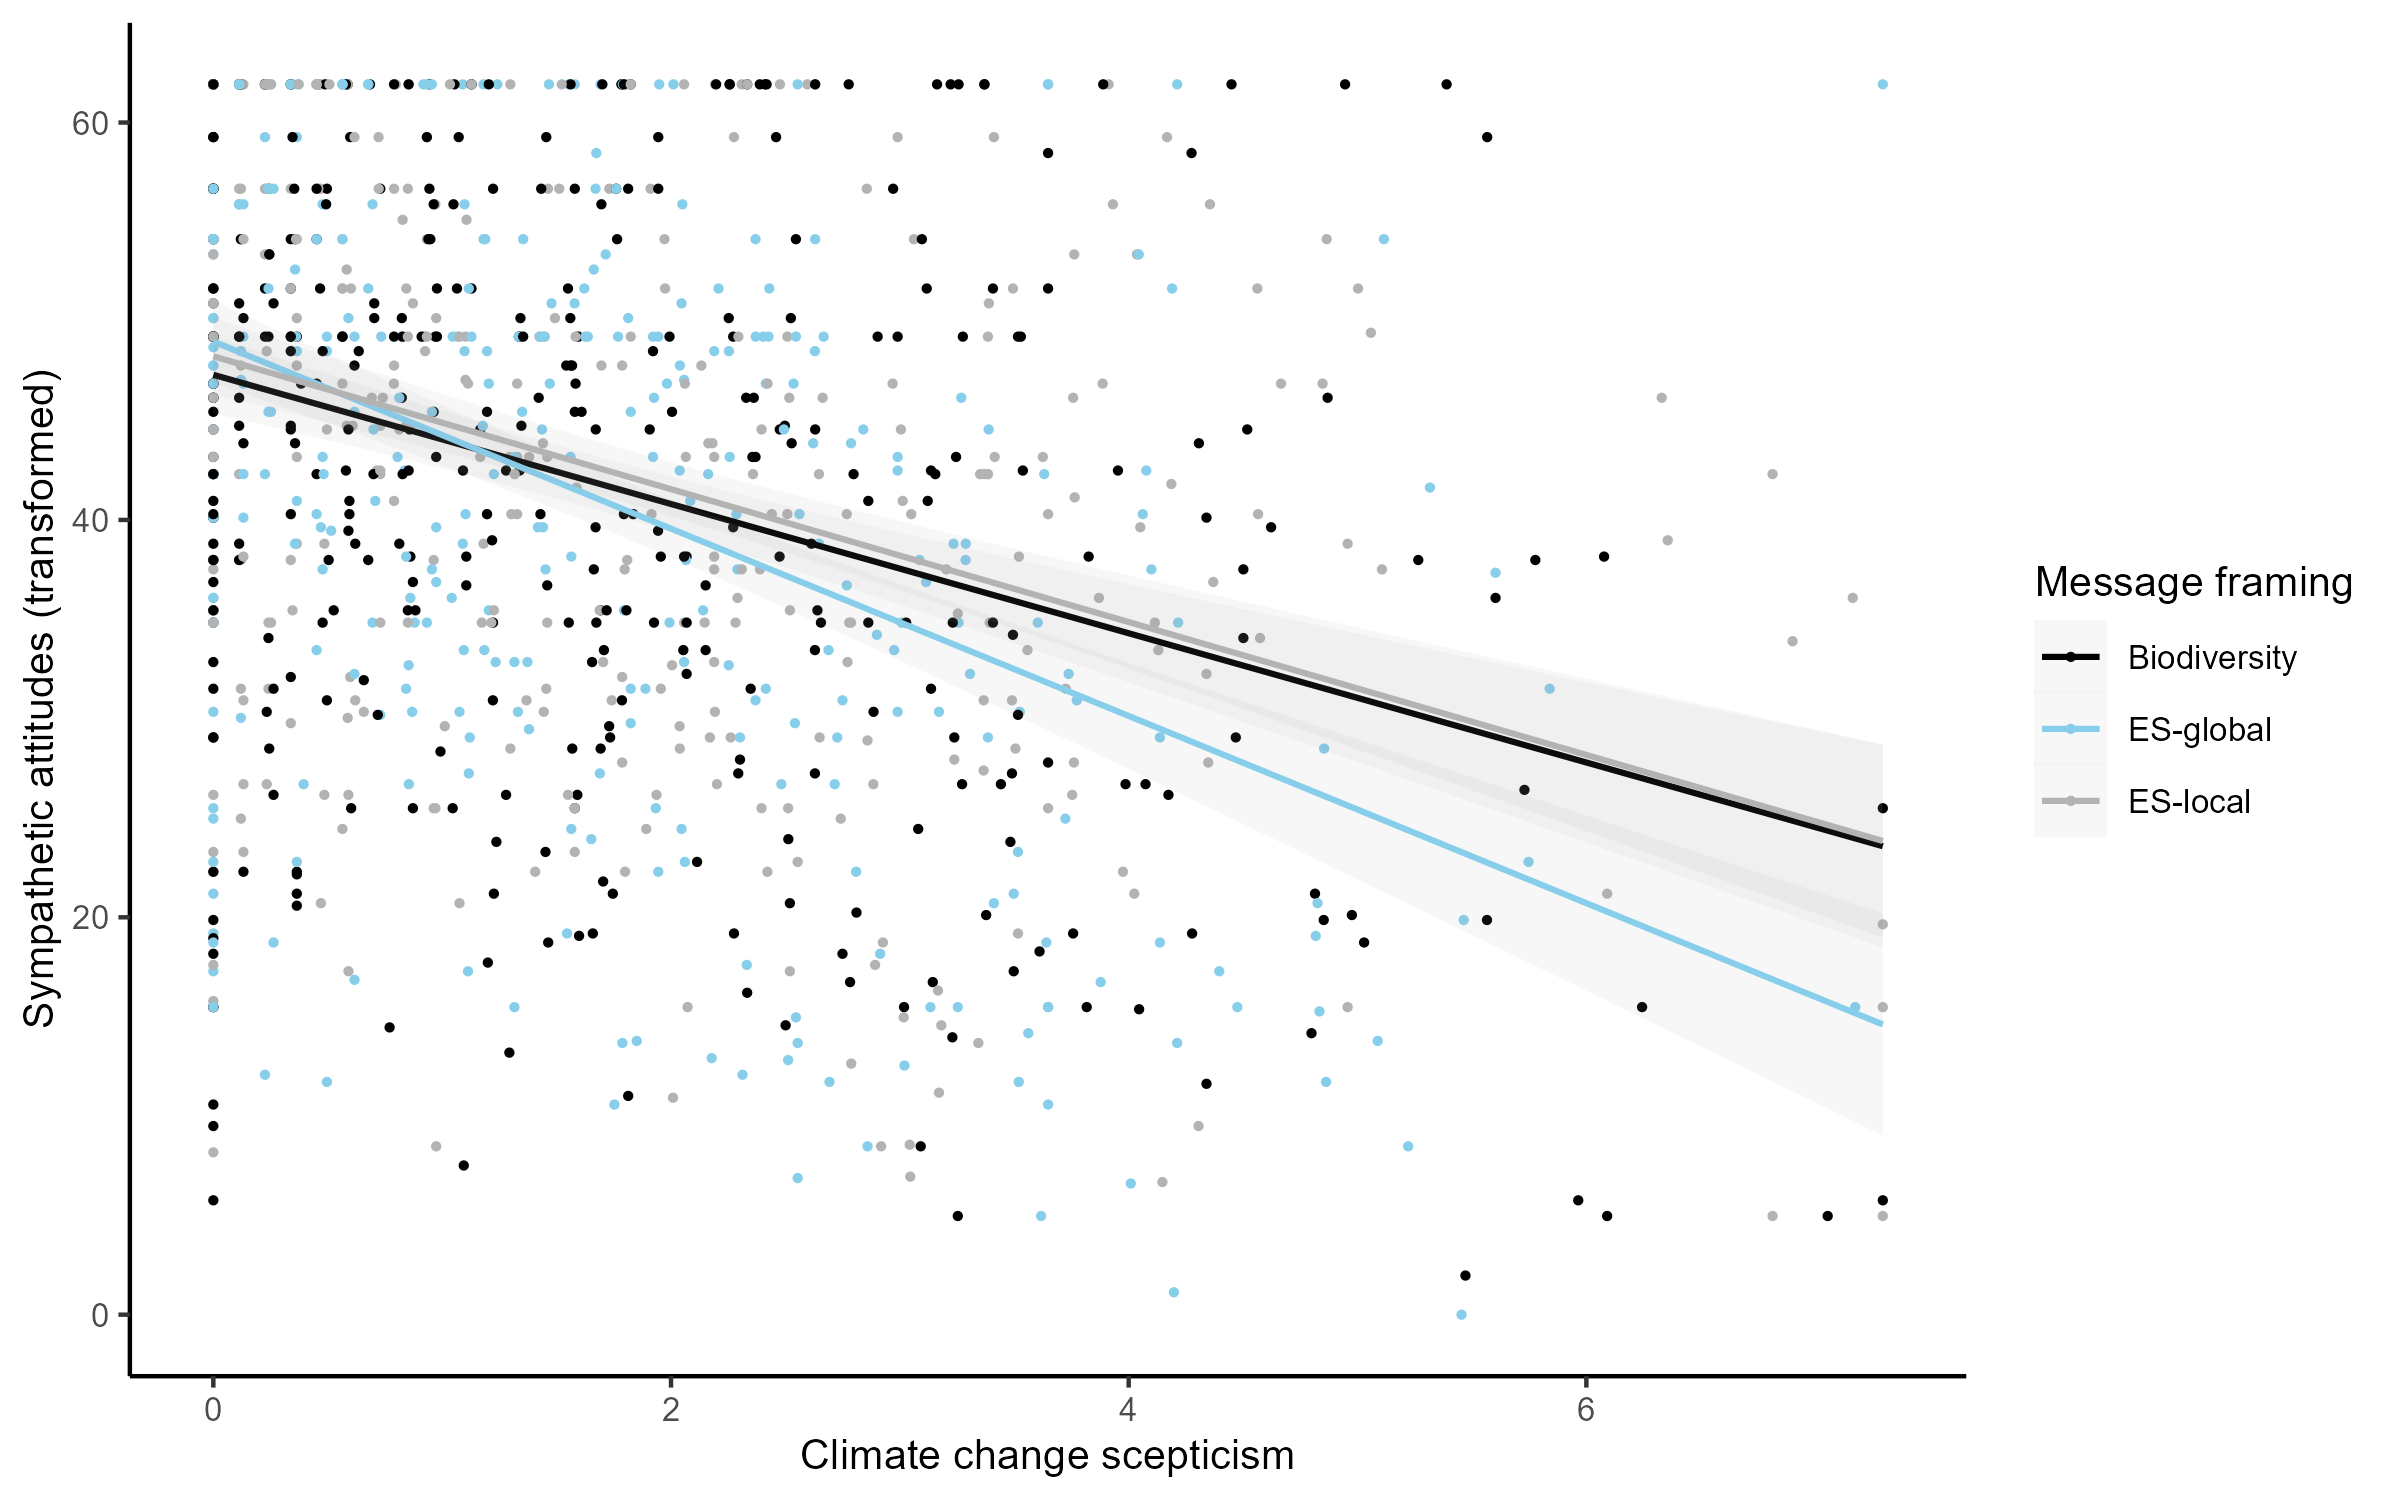 Sympathetic attitudes (transformed)
60
40
20
0
0 2 4 6
Climate change scepticism
Message framing
Biodiversity
ES-global
ES-local